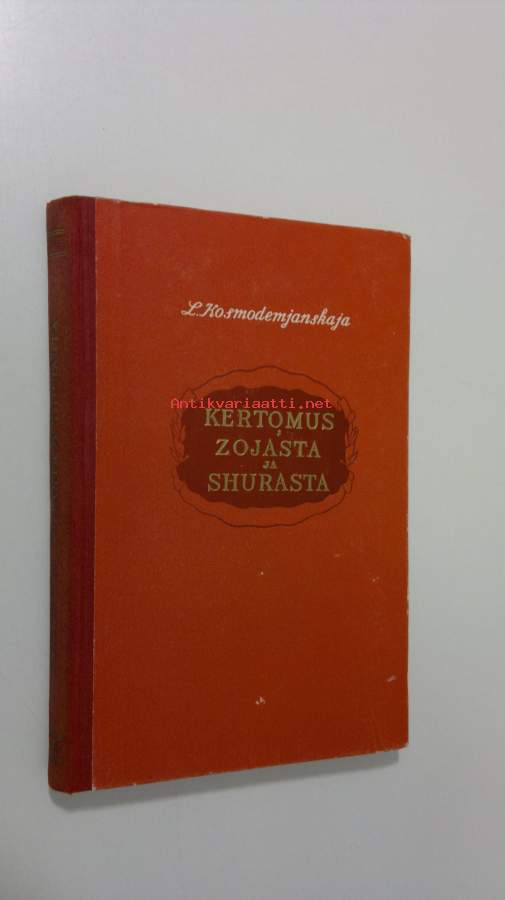 L. Kosmodemjanskaja
Antikvariaatti.net
KERTOMUS
ZOJASTA
JA
SHURASTA